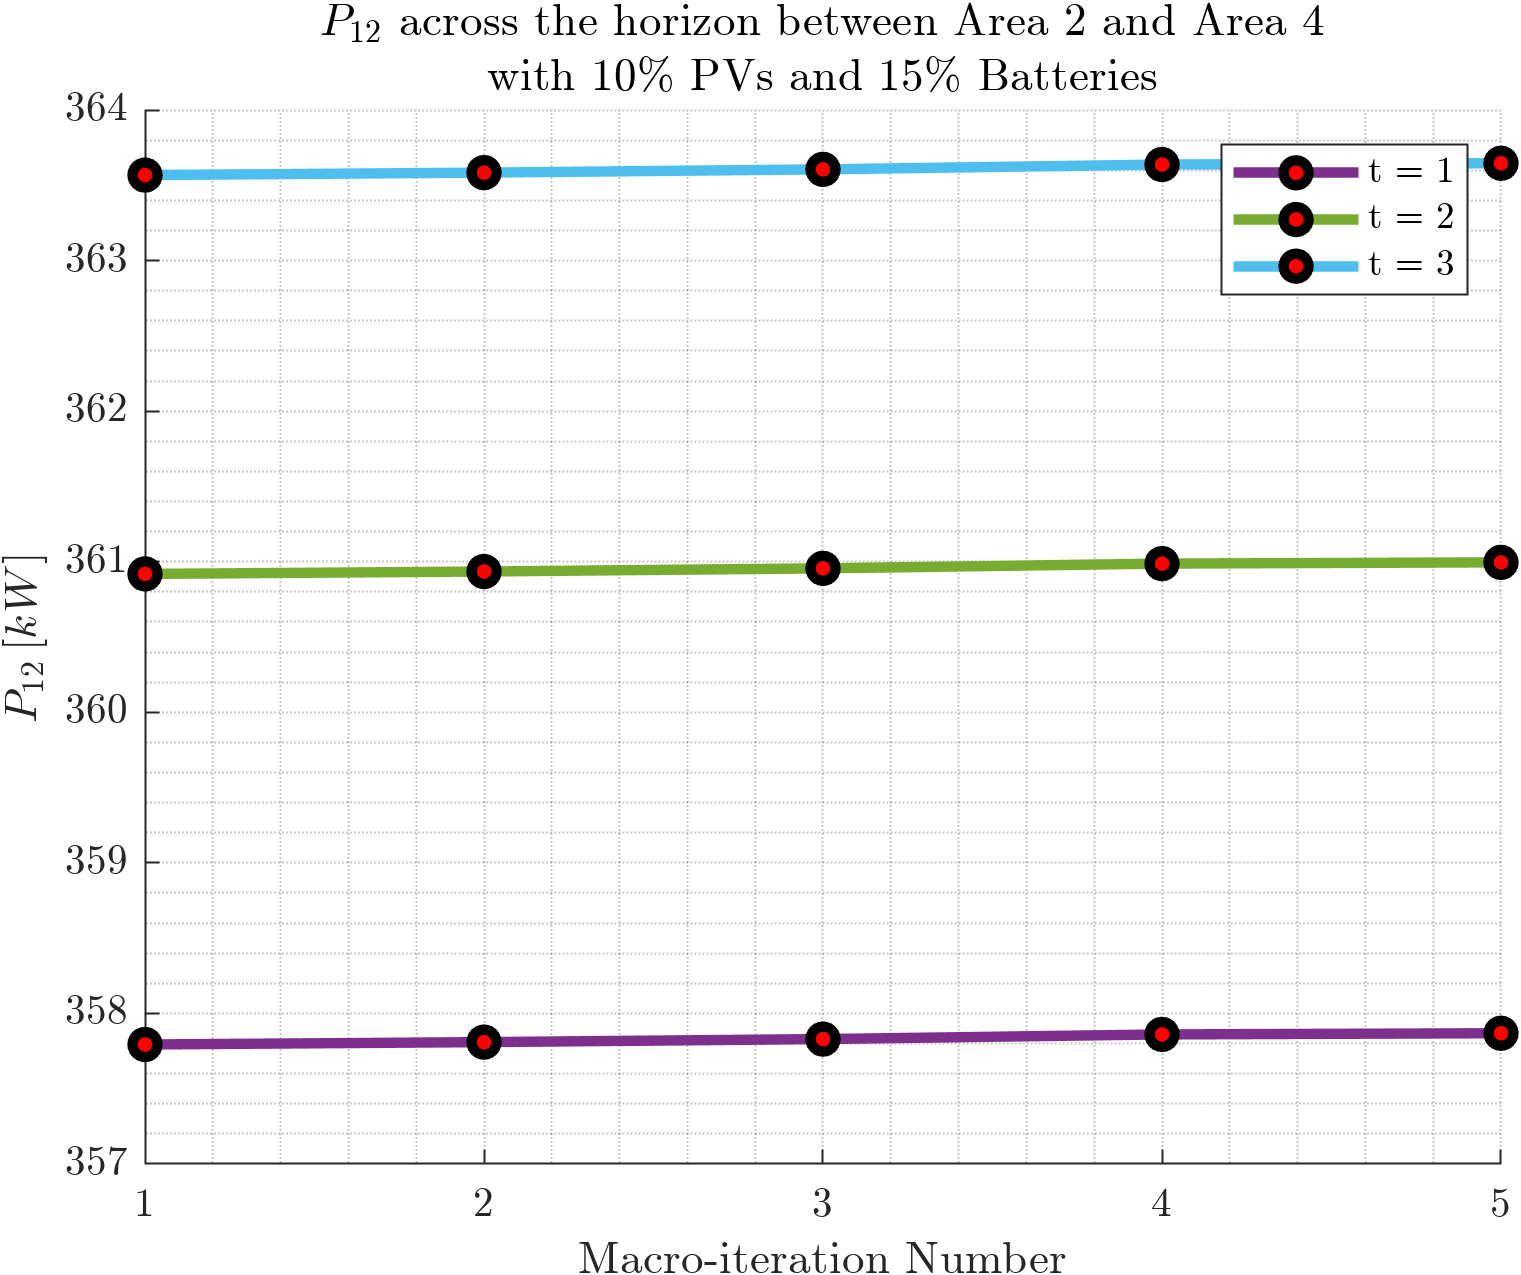 P12 across the horizon between Area 2 and Area 4
with 10% PVs and 15% Batteries
364
363
362
361
360
359
358
357
P12 [kW]
t = 1
t = 2
t = 3
1 2 3 4 5
Macro-iteration Number